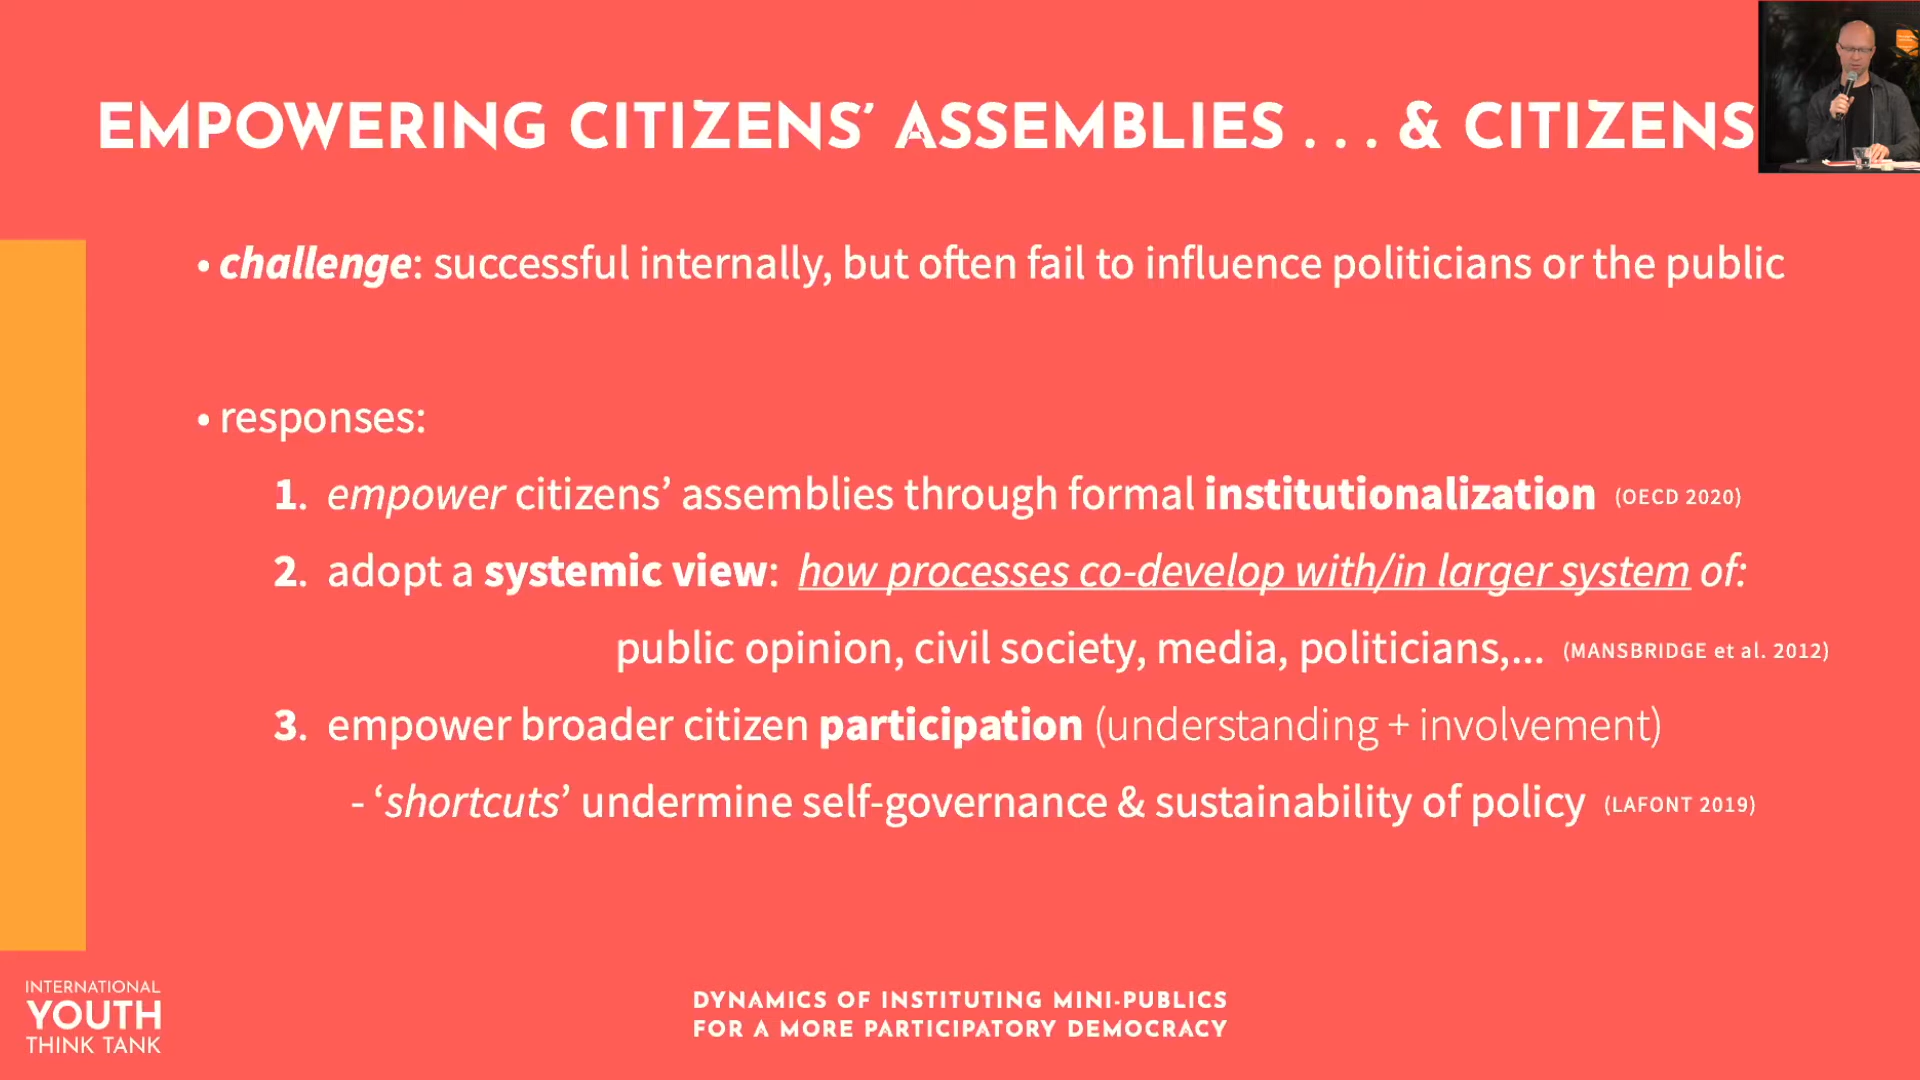 EMPOWERING CITIZENS’ ASSEMBLIES . . . & CITIZENS
• challenge: successful internally, but often fail to influence politicians or the public
• responses:
1. empower citizens’ assemblies through formal institutionalization (OECD 2020)
2. adopt a systemic view: how processes co-develop with/in larger system of:
public opinion, civil society, media, politicians,... (MANSBRIDGE et al. 2012)
3. empower broader citizen participation (understanding + involvement)
- ‘shortcuts’ undermine self-governance & sustainability of policy (LAFONT 2019)
INTERNATIONAL
YOUTH
THINK TANK
DYNAMICS OF INSTITUTING MINI-PUBLICS
FOR A MORE PARTICIPATORY DEMOCRACY